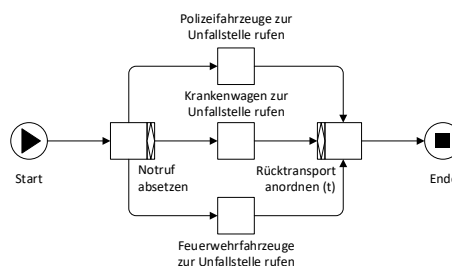 Polizeifahrzeuge zur
Unfallstelle rufen
Krankenwagen zur
Unfallstelle rufen
Start
Notruf
absetzen
Rücktransport
anordnen (t)
Ende
Feuerwehrfahrzeuge
zur Unfallstelle rufen